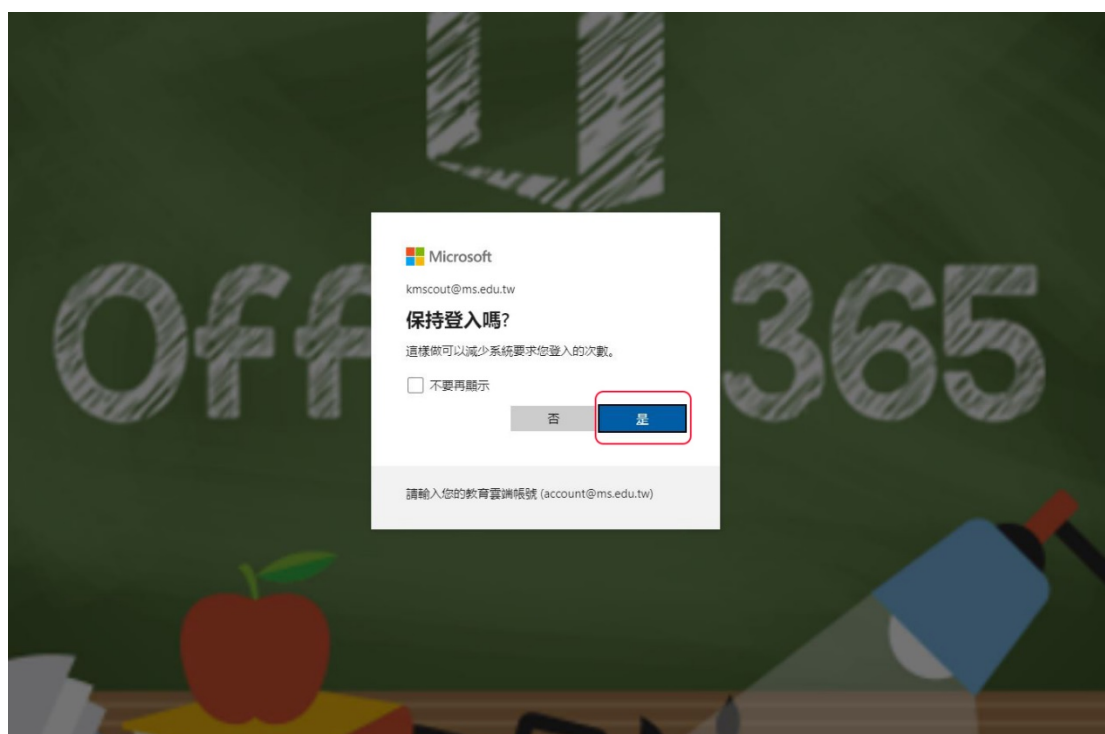 Off 365
Microsoft
kmscout@ms.edu.tw
保持登入嗎?
這樣做可以減少系統要求您登入的次數。
不要再顯示
否 是
請輸入您的教育雲端帳號 (account@ms.edu.tw)